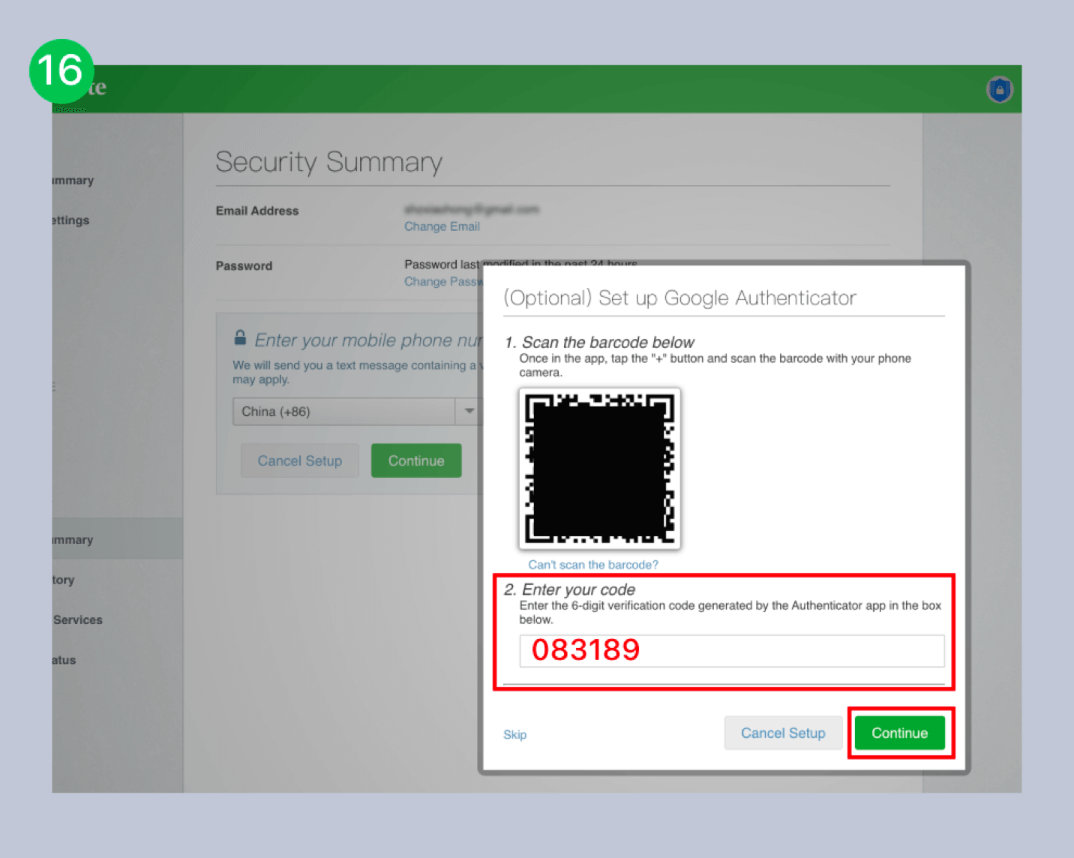 16
te
Security Summary
mmary
ettings
Email Address
Change Email
Password
Password last modified in the past 24 hours
Change Passw
Enter your mobile phone nu
We will send you a text message containing a
may apply.
China (+86)
Cancel Setup
Continue
mmary
tory
Services
atus
(Optional) Set up Google Authenticator
1. Scan the barcode below
Once in the app, tap the "+" button and scan the barcode with your phone
camera.
Can't scan the barcode?
2. Enter your code
Enter the 6-digit verification code generated by the Authenticator app in the box
below.
083189
Skip
Cancel Setup
Continue